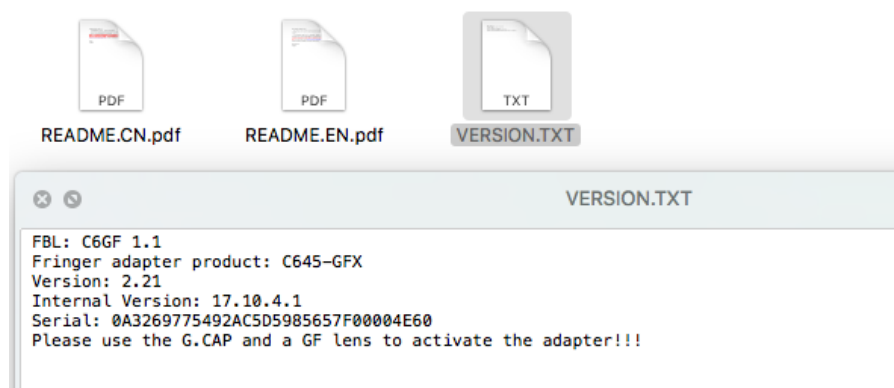 PDF
PDF
TXT
README.CN.pdf
README.EN.pdf
VERSION.TXT
VERSION.TXT
FBL: C6GF 1.1
Fringer adapter product: C645-GFX
Version: 2.21
Internal Version: 17.10.4.1
Serial: 0A3269775492AC5D5985657F00004E60
Please use the G.CAP and a GF lens to activate the adapter!!!